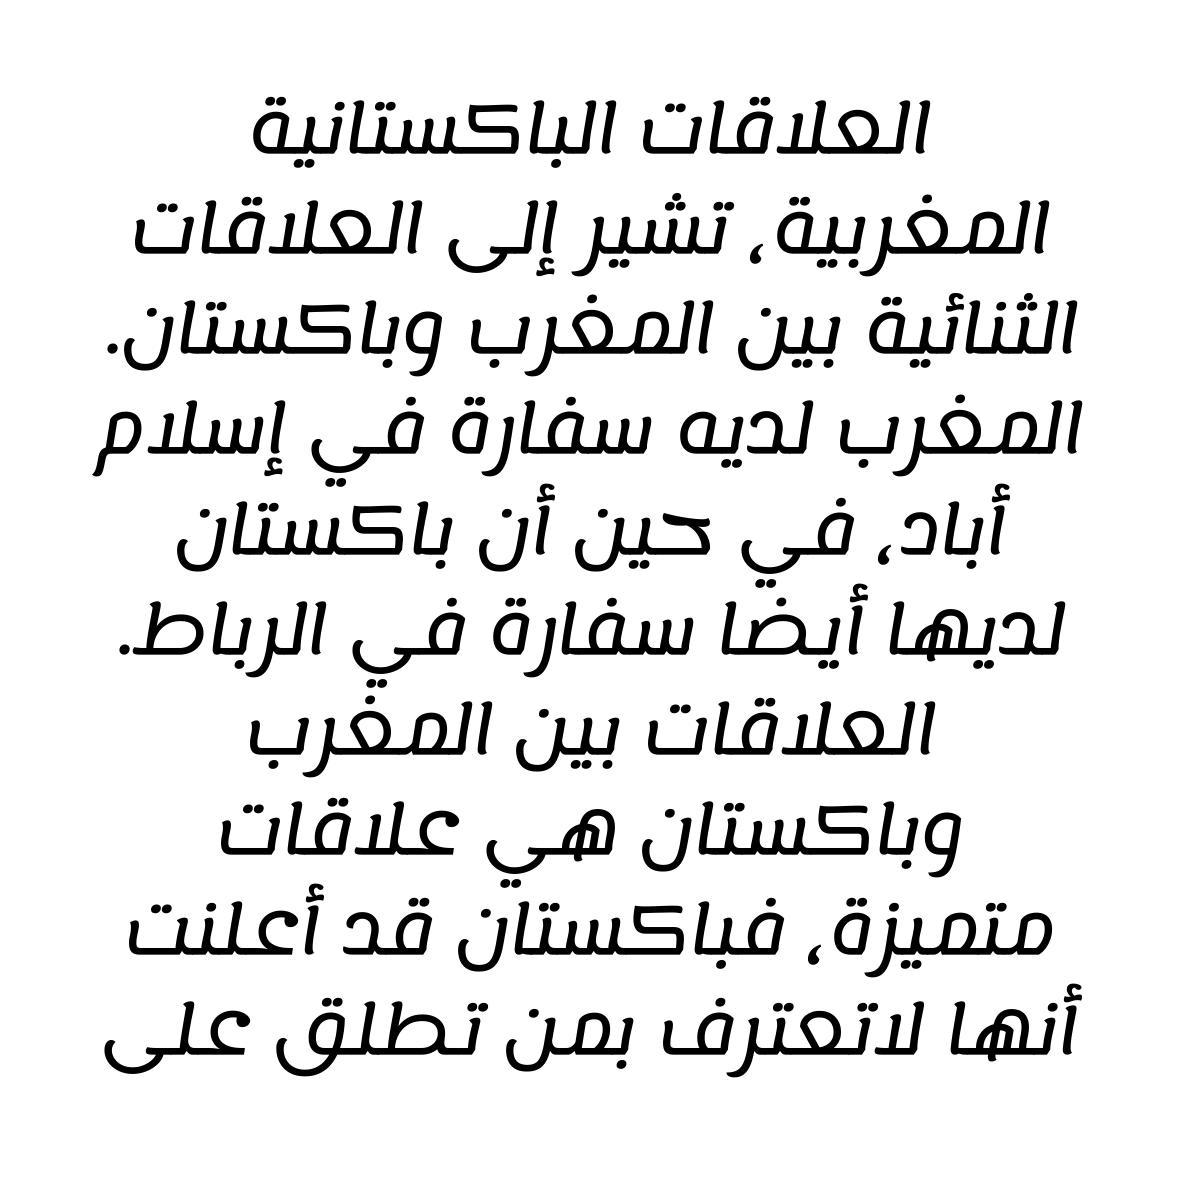 العلاقات الباكستانية
المغربية، تشير إلى العلاقات
الثنائية بين المغرب وباكستان.
المغرب لديه سفارة في إسلام
أباد، في حين أن باكستان
لديها أيضا سفارة في الرباط.
العلاقات بين المغرب
وباكستان هي علاقات
متميزة، فباكستان قد أعلنت
أنها لاتعترف بمن تطلق على